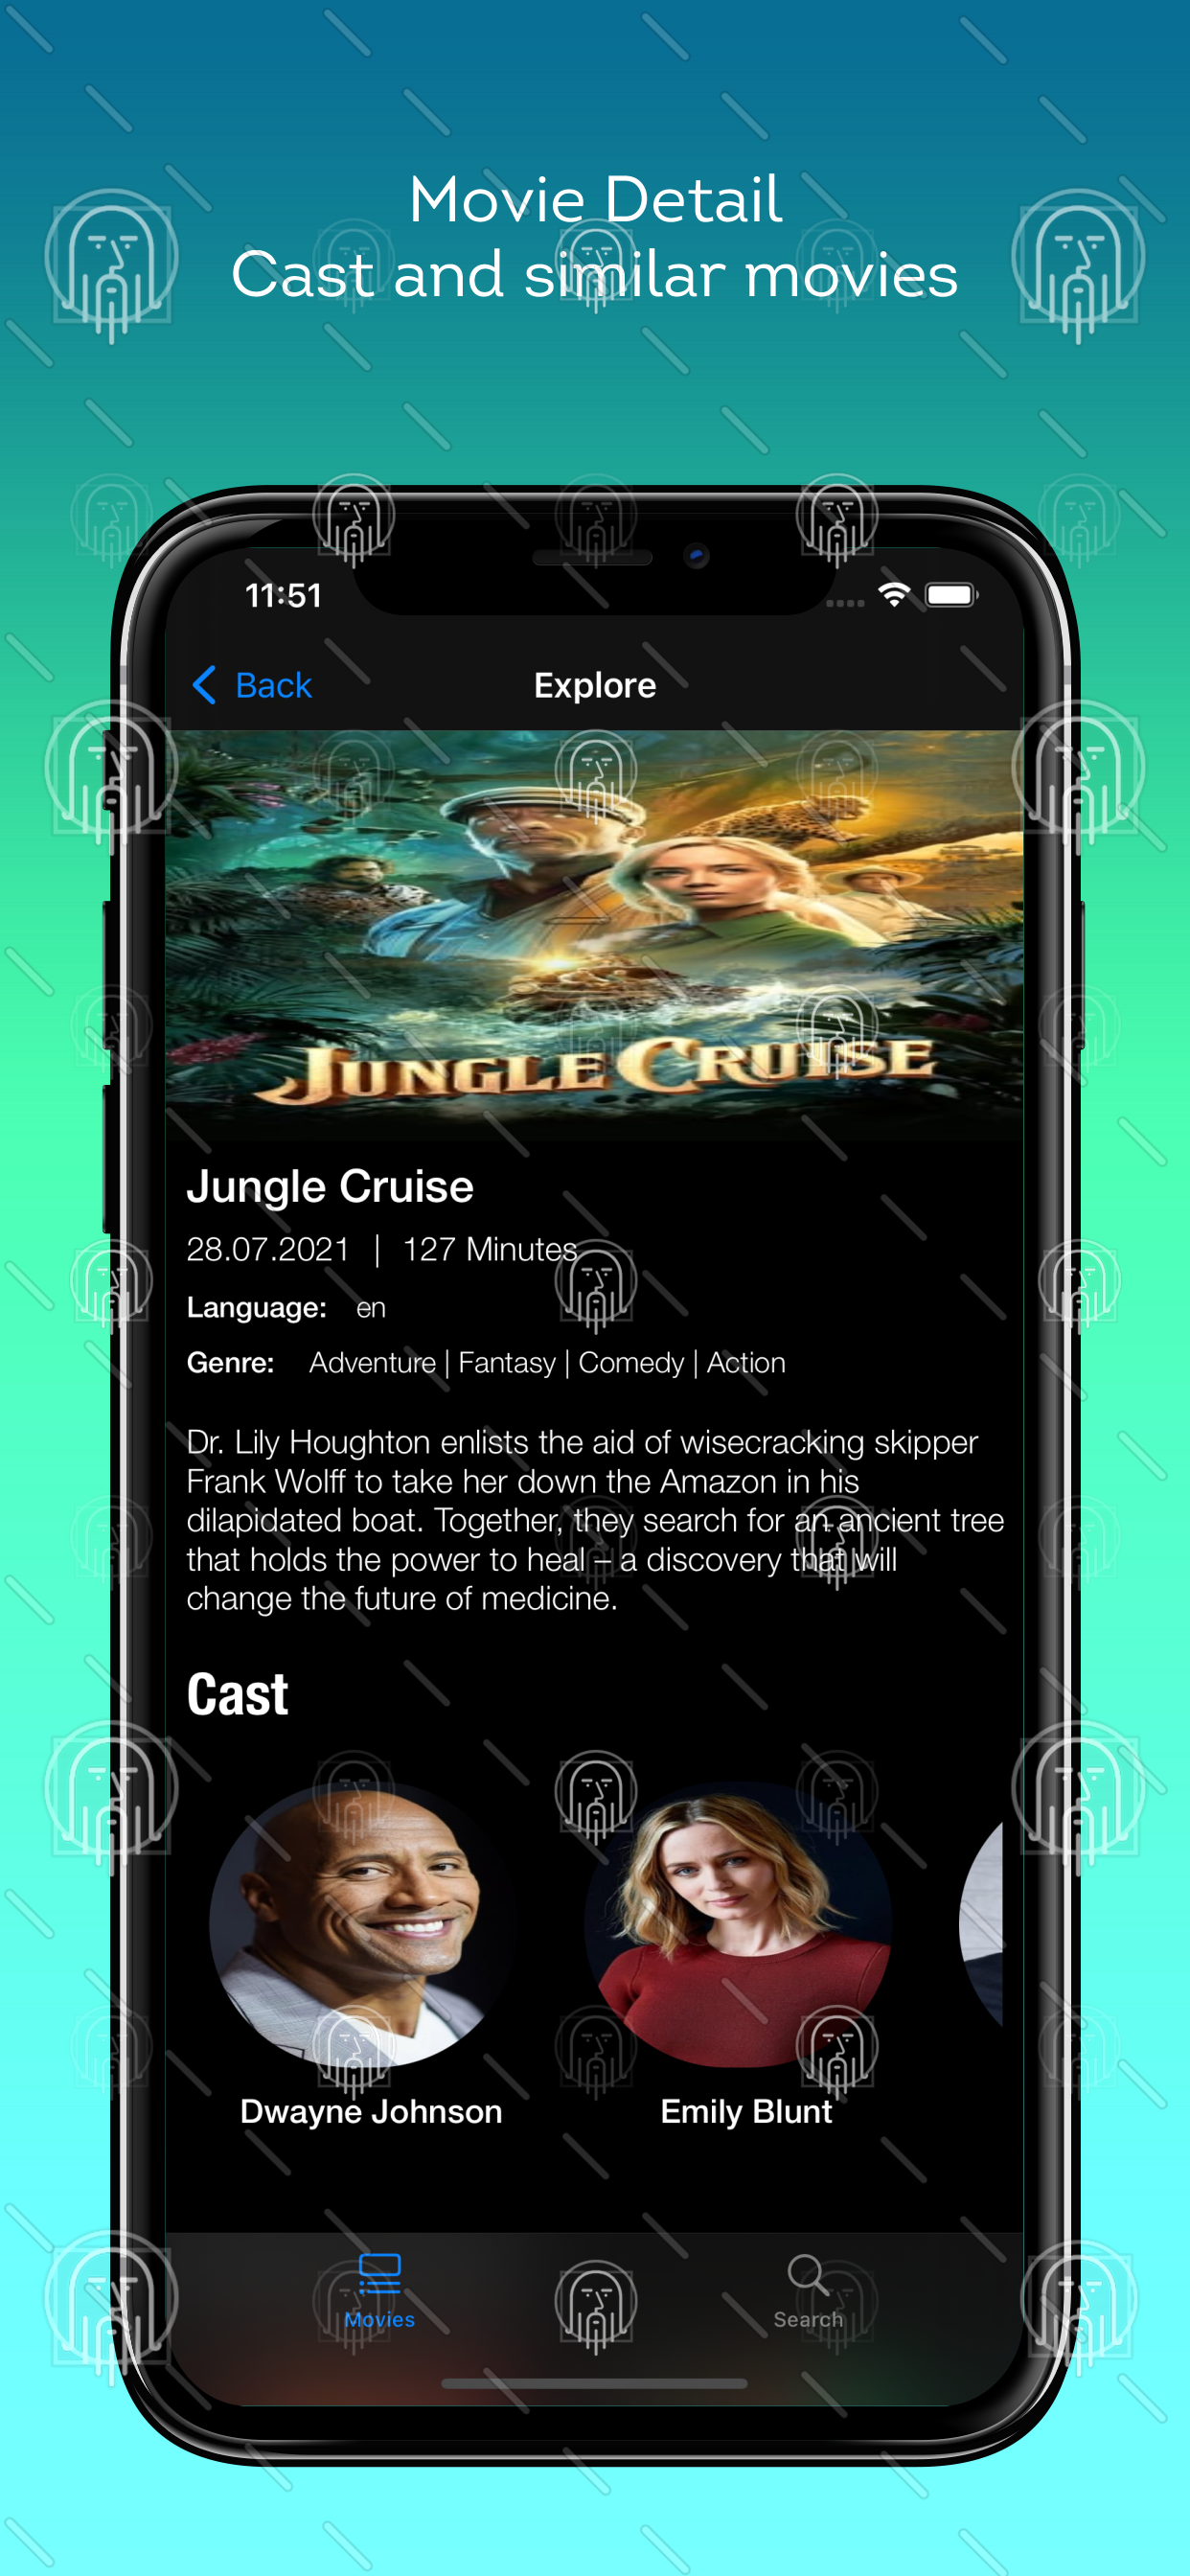 Movie Detail
Cast and similar movies
11:51
Back
Explore
JUNGLE CRUISE
Jungle Cruise
28.07.2021 | 127 Minutes
Language: en
Genre: Adventure | Fantasy | Comedy | Action
Dr. Lily Houghton enlists the aid of wisecracking skipper
Frank Wolff to take her down the Amazon in his
dilapidated boat. Together, they search for an ancient tree
that holds the power to heal – a discovery that will
change the future of medicine.
Cast
Dwayne Johnson
Emily Blunt
Movies
Search